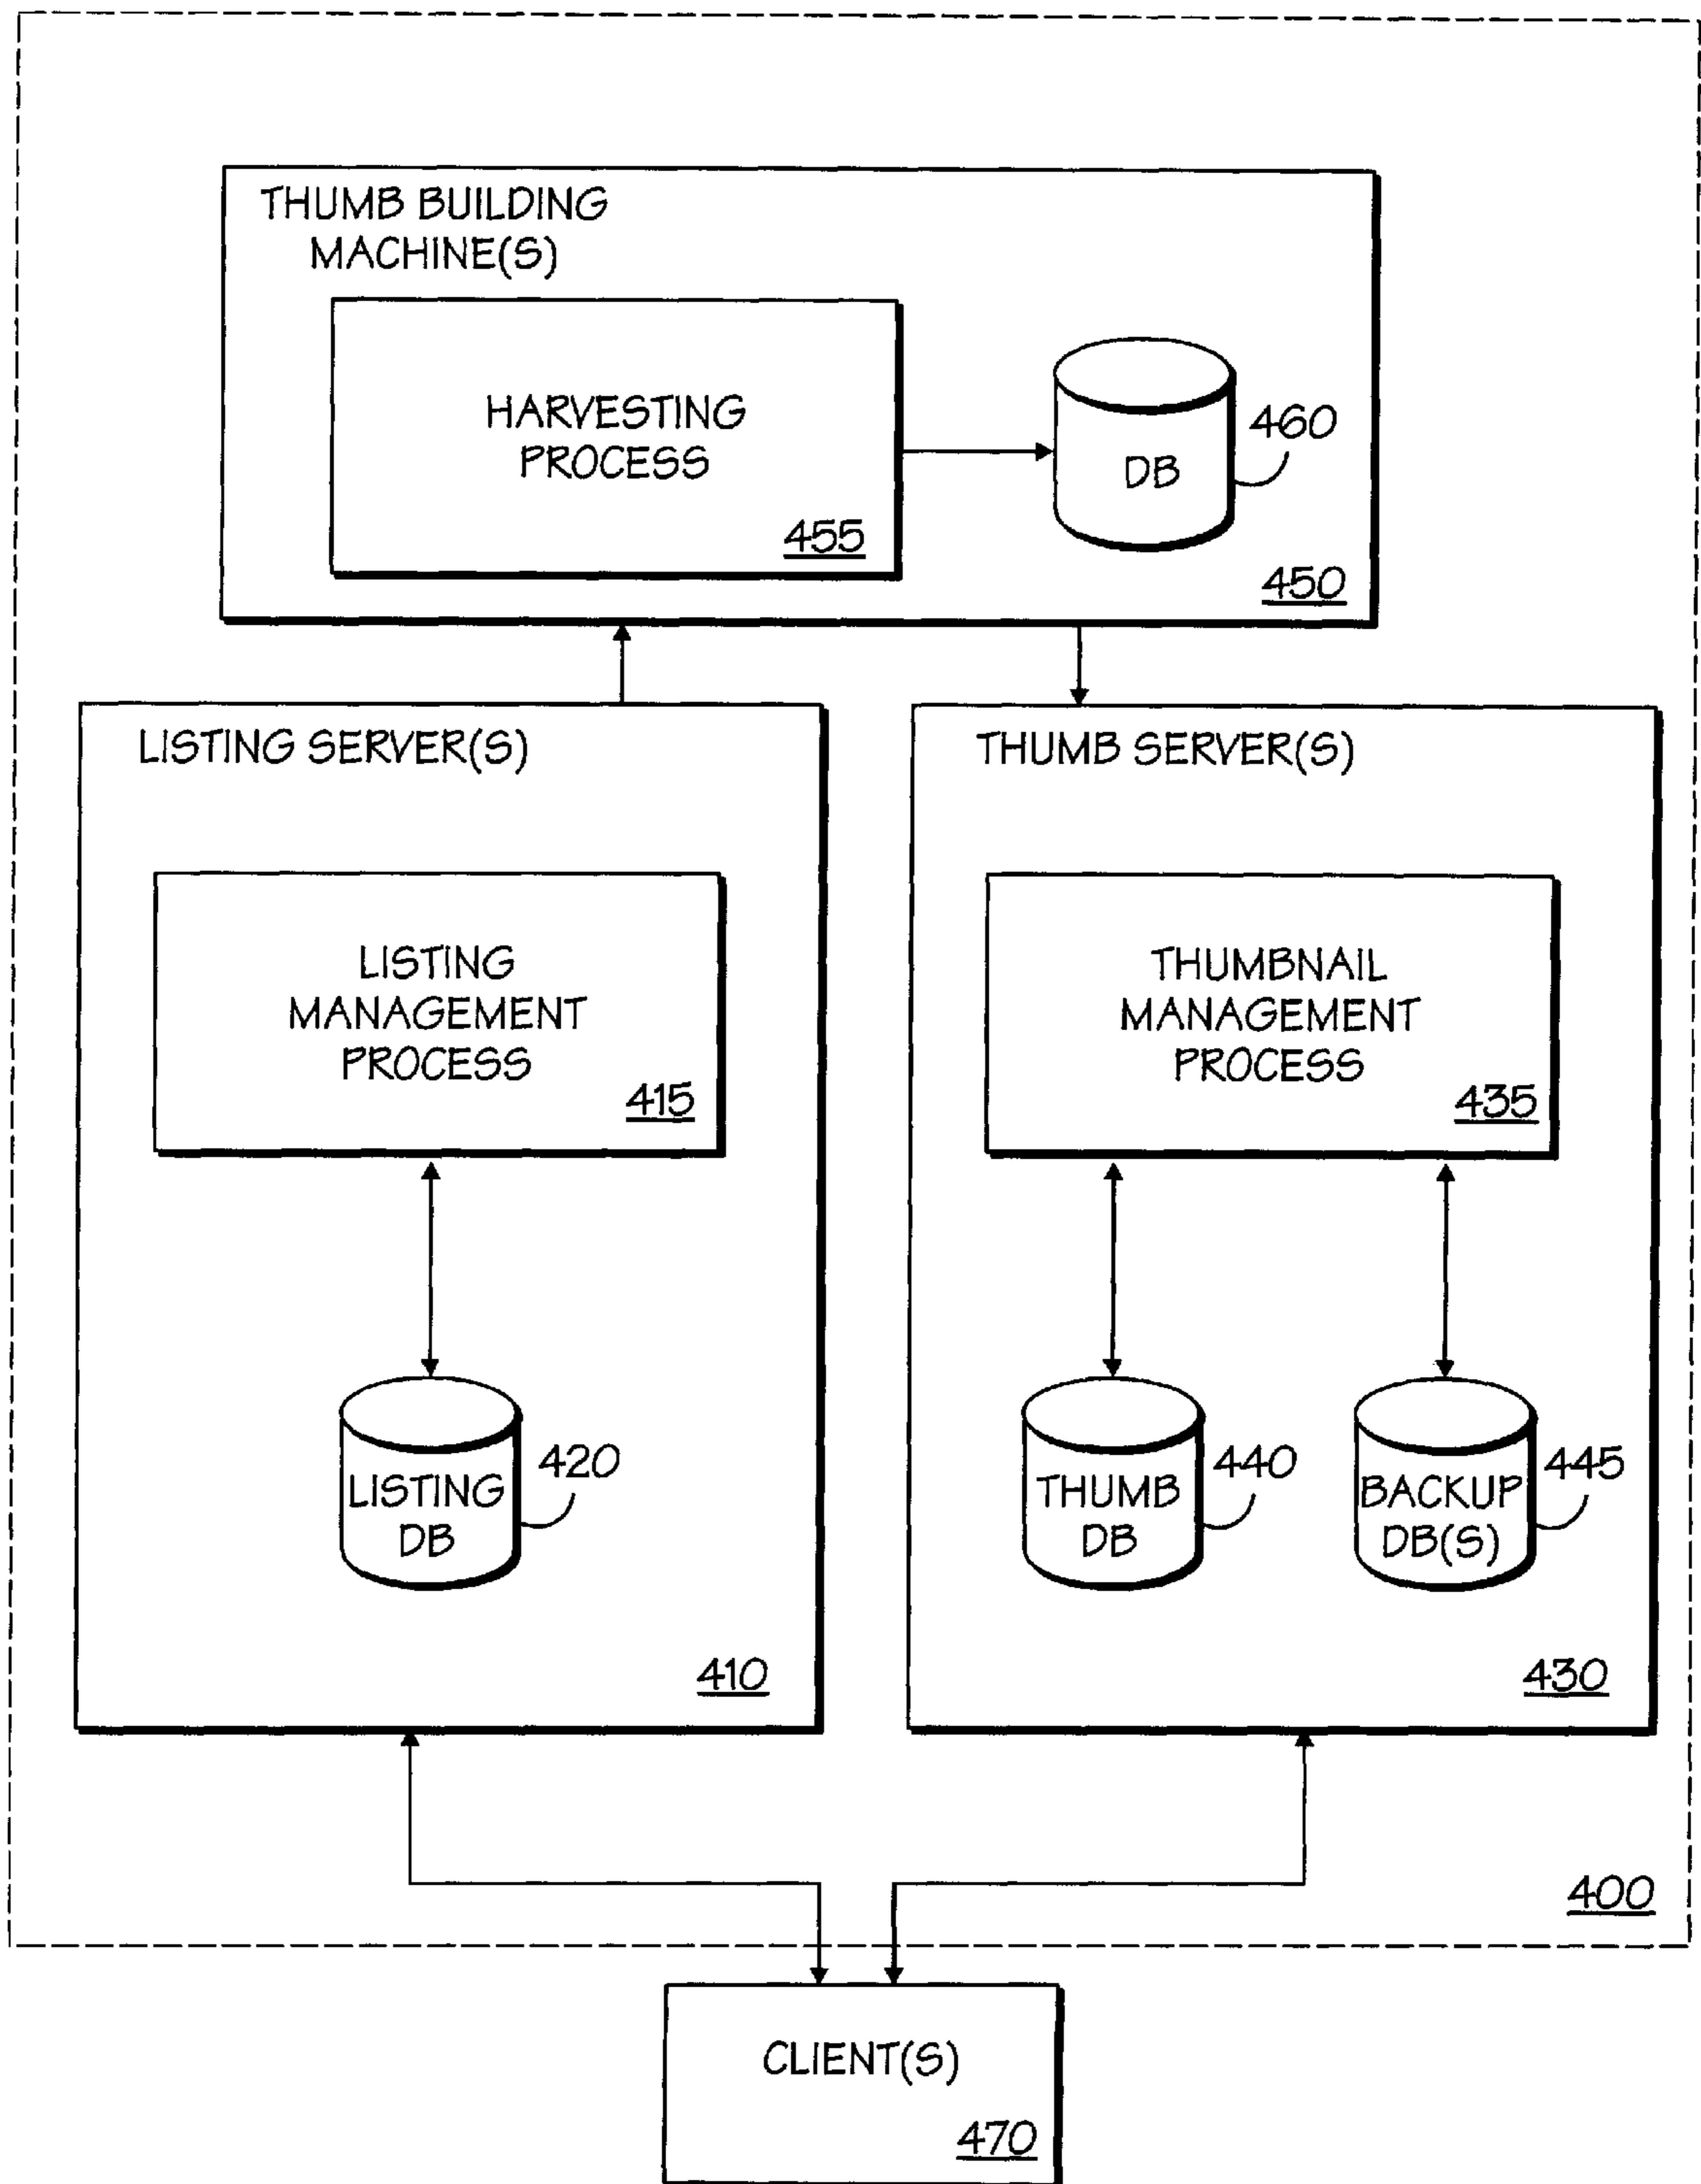 THUMB BUILDING
MACHINE(S)
HARVESTING
PROCESS
455
DB
460
450
LISTING SERVER(S)
LISTING
MANAGEMENT
PROCESS
415
LISTING
DB
420
410
THUMB SERVER(S)
THUMBNAIL
MANAGEMENT
PROCESS
435
THUMB
DB
440
BACKUP
DB(S)
445
430
400
CLIENT(S)
470